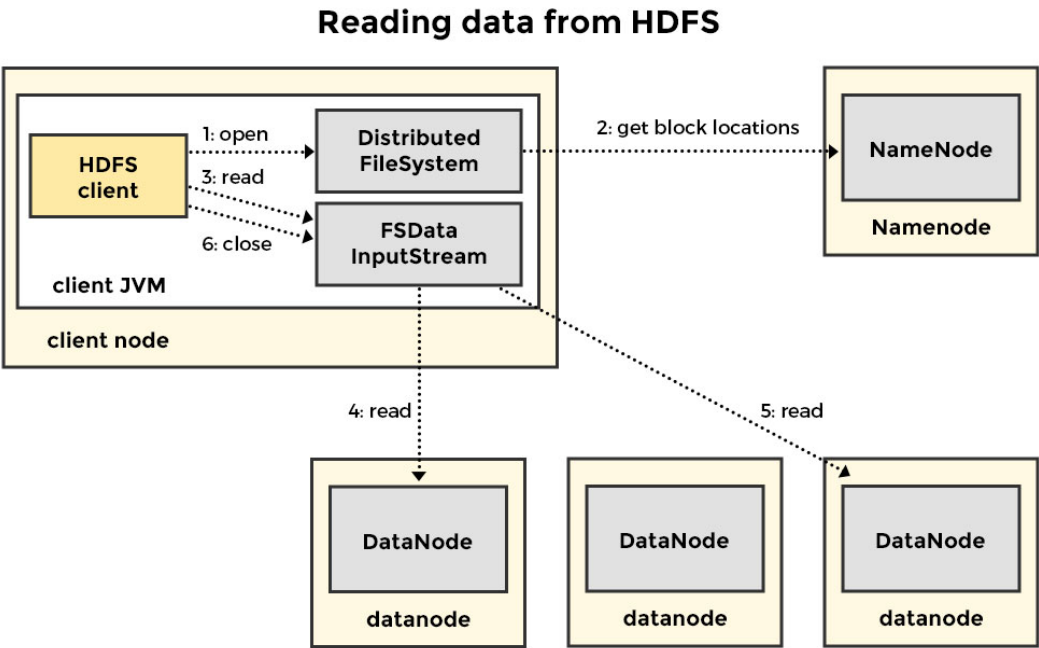 Reading data from HDFS
HDFS
client
1: open
3: read
6: close
Distributed
FileSystem
FSData
InputStream
client JVM
client node
2: get block locations
NameNode
Namenode
4: read
5: read
DataNode
datanode
DataNode
datanode
DataNode
datanode